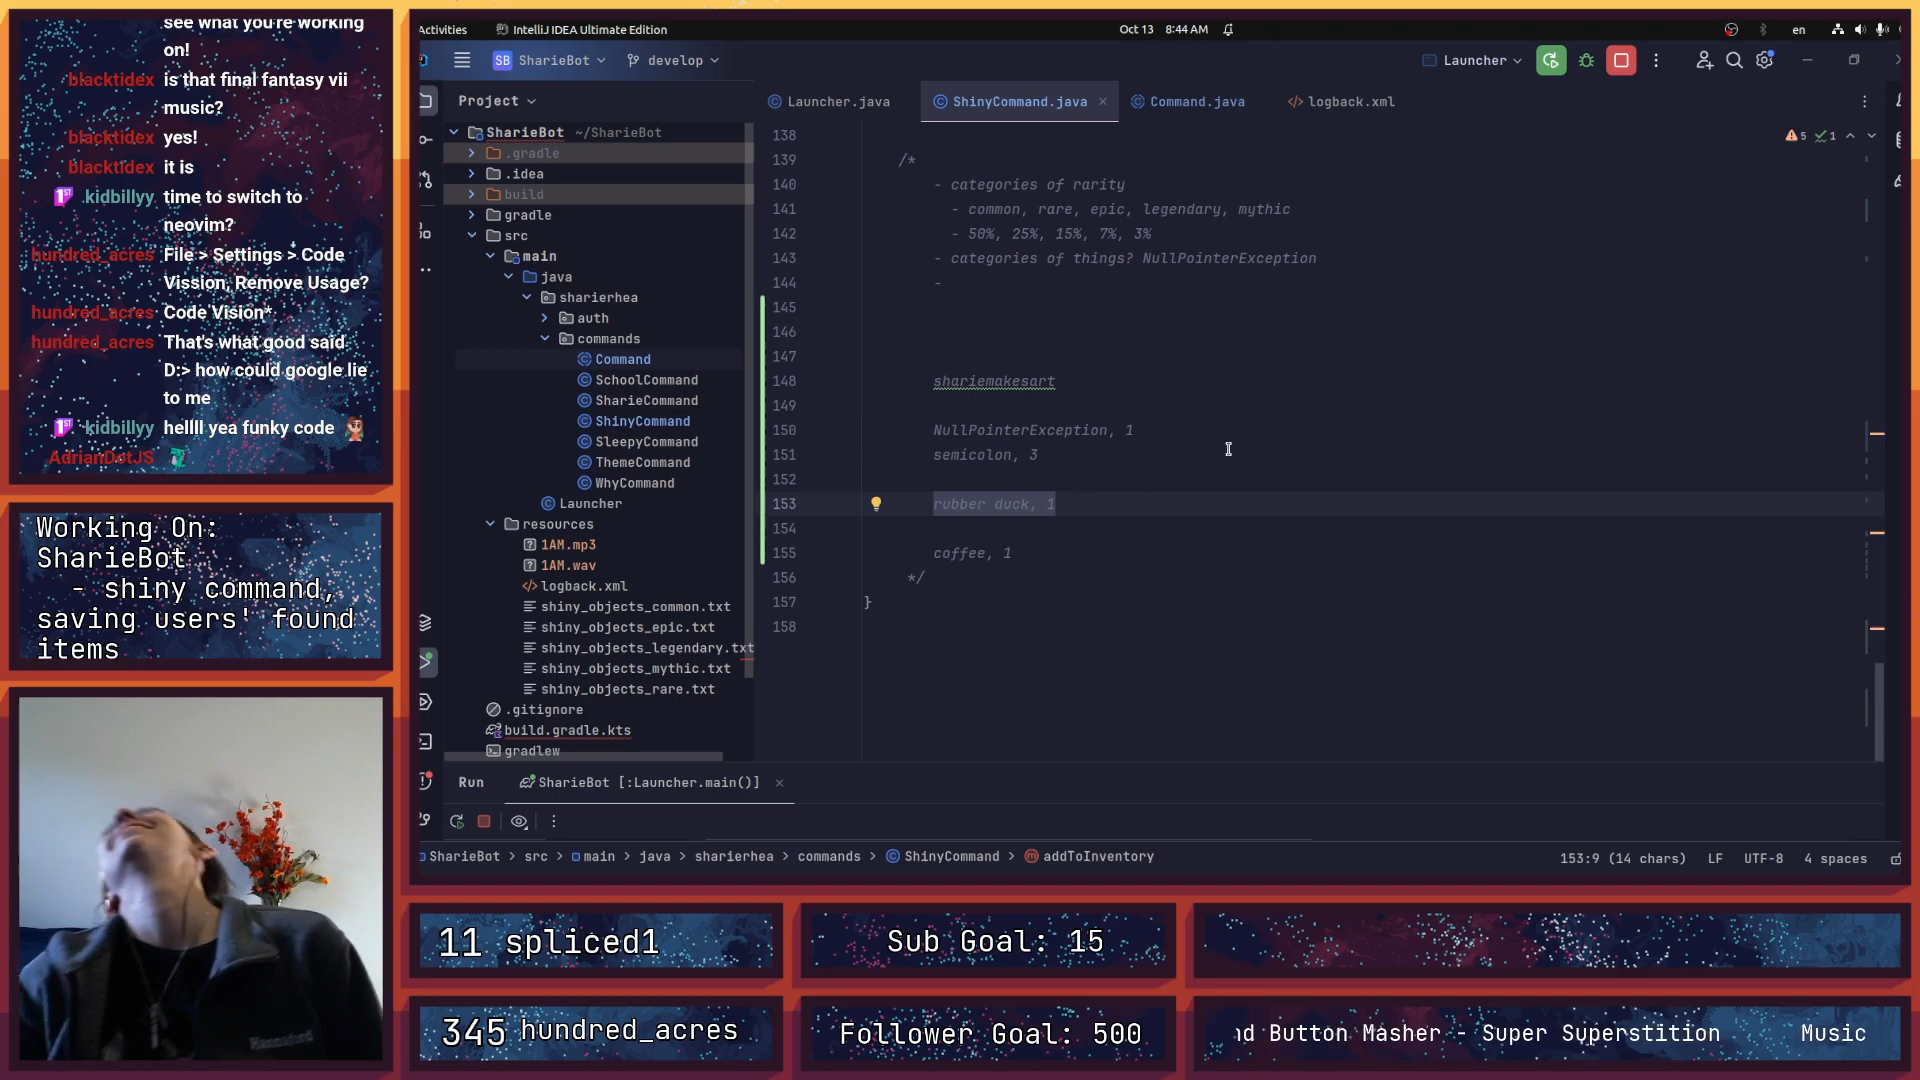 see what you're working
on!
blacktidex is that final fantasy vii
music?
blacktidex yes!
blacktidex it is
kidbillyy time to switch to
neovim?
hundred_acres File > Settings > Code
Vission, Remove Usage?
hundred_acres Code Vision*
hundred_acres That's what good said
D:> how could google lie
to me
kidbillyy hellll yea funky code
AdrianDotJS
Working On:
SharieBot
- shiny command,
saving users' found
items
Activities IntelliJ IDEA Ultimate Edition Oct 13 8:44 AM en
SB SharieBot develop Launcher
Project
Launcher.java ShinyCommand.java Command.java logback.xml
SharieBot ~/SharieBot
.gradle
.idea
build
gradle
src
main
java
sharierhea
auth
commands
Command
SchoolCommand
SharieCommand
ShinyCommand
SleepyCommand
ThemeCommand
WhyCommand
Launcher
resources
1AM.mp3
1AM.wav
logback.xml
shiny_objects_common.txt
shiny_objects_epic.txt
shiny_objects_legendary.txt
shiny_objects_mythic.txt
shiny_objects_rare.txt
.gitignore
build.gradle.kts
gradlew
5 1
138
139 /*
140 - categories of rarity
141 - common, rare, epic, legendary, mythic
142 - 50%, 25%, 15%, 7%, 3%
143 - categories of things? NullPointerException
144 -
145
146
147
148 shariemakesart
149
150 NullPointerException, 1
151 semicolon, 3
152
153 rubber duck, 1
154
155 coffee, 1
156 */
157 }
158
Run SharieBot [:Launcher.main()]
SharieBot > src > main > java > sharierhea > commands > ShinyCommand > addToInventory 153:9 (14 chars) LF UTF-8 4 spaces
11 spliced1
Sub Goal: 15
345 hundred_acres
Follower Goal: 500
d Button Masher - Super Superstition Music